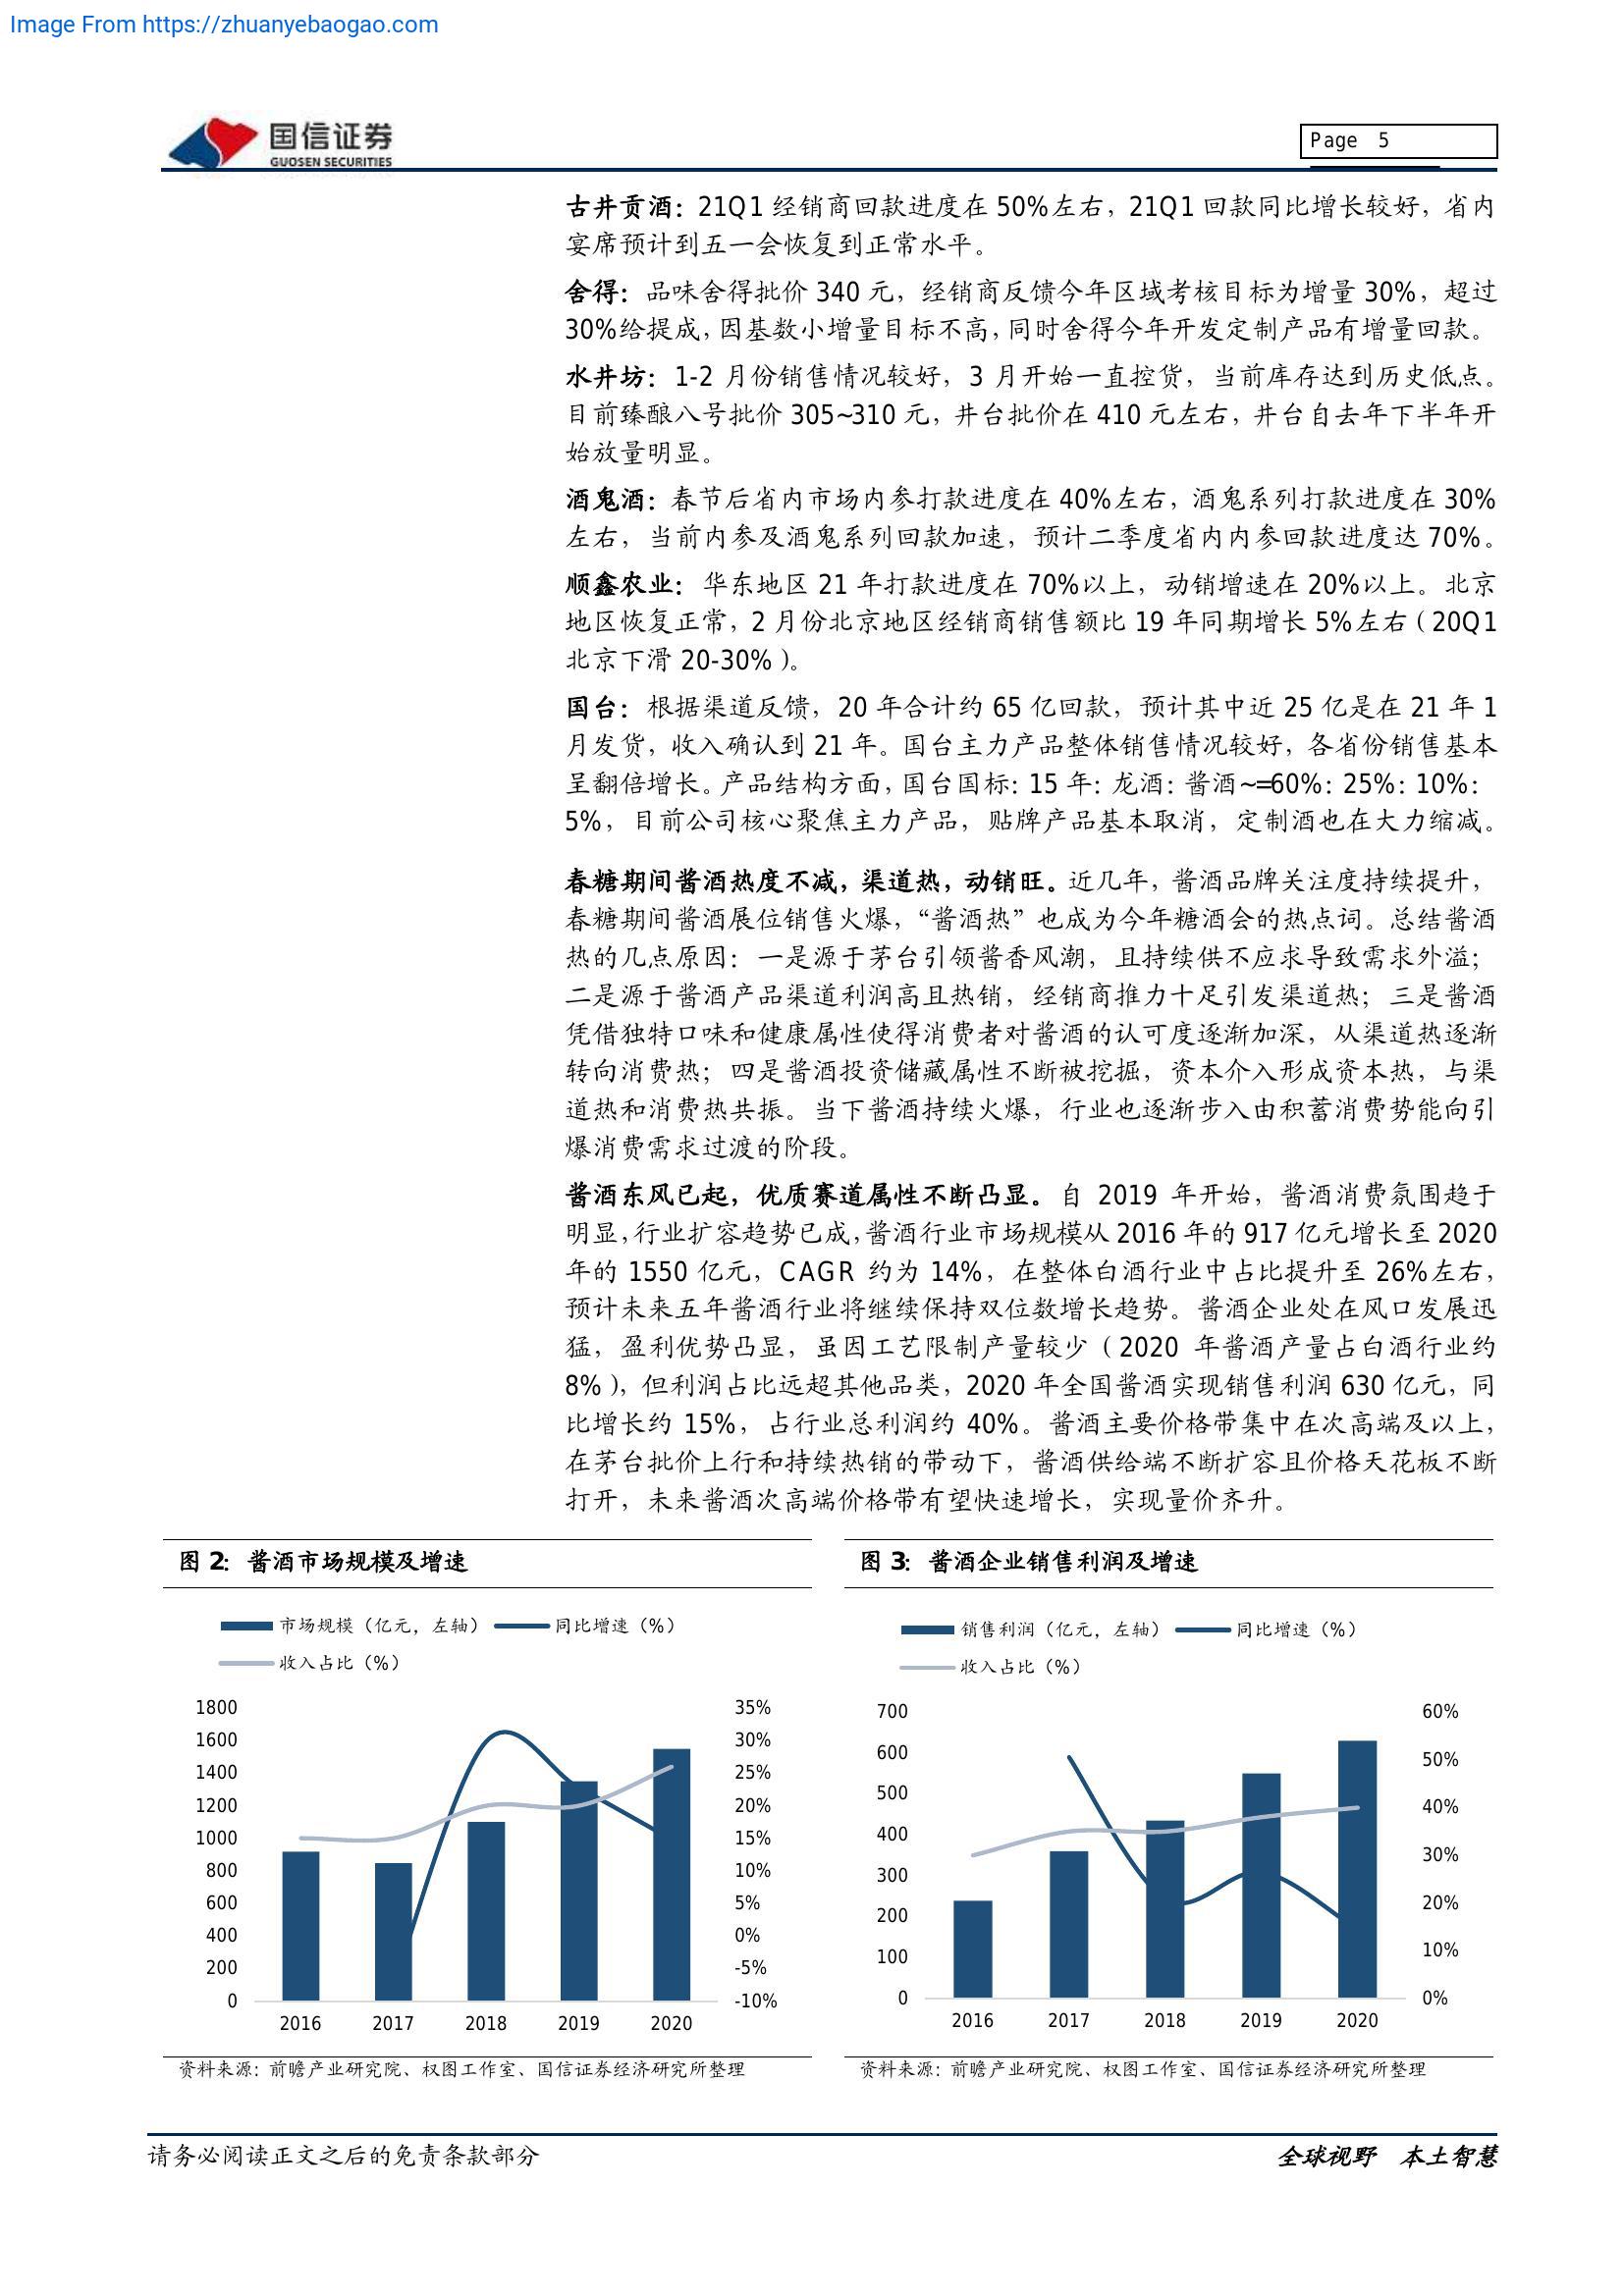 Image From https://zhuanyebaogao.com
国信证券
GUOSEN SECURITIES
Page 5
古井贡酒：21Q1 经销商回款进度在 50%左右，21Q1 回款同比增长较好，省内
宴席预计到五一会恢复到正常水平。
舍得：品味舍得批价 340 元，经销商反馈今年区域考核目标为增量 30%，超过
30%给提成，因基数小增量目标不高，同时舍得今年开发定制产品有增量回款。
水井坊：1-2 月份销售情况较好，3 月开始一直控货，当前库存达到历史低点。
目前臻酿八号批价 305~310 元，井台批价在 410 元左右，井台自去年下半年开
始放量明显。
酒鬼酒：春节后省内市场内参打款进度在 40%左右，酒鬼系列打款进度在 30%
左右，当前内参及酒鬼系列回款加速，预计二季度省内内参回款进度达 70%。
顺鑫农业：华东地区 21 年打款进度在 70%以上，动销增速在 20%以上。北京
地区恢复正常，2 月份北京地区经销商销售额比 19 年同期增长 5%左右（20Q1
北京下滑 20-30%）。
国台：根据渠道反馈，20 年合计约 65 亿回款，预计其中近 25 亿是在 21 年 1
月发货，收入确认到 21 年。国台主力产品整体销售情况较好，各省份销售基本
呈翻倍增长。产品结构方面，国台国标：15 年：龙酒：酱酒~=60%：25%：10%：
5%，目前公司核心聚焦主力产品，贴牌产品基本取消，定制酒也在大力缩减。
春糖期间酱酒热度不减，渠道热，动销旺。近几年，酱酒品牌关注度持续提升，
春糖期间酱酒展位销售火爆，“酱酒热”也成为今年糖酒会的热点词。总结酱酒
热的几点原因：一是源于茅台引领酱香风潮，且持续供不应求导致需求外溢；
二是源于酱酒产品渠道利润高且热销，经销商推力十足引发渠道热；三是酱酒
凭借独特口味和健康属性使得消费者对酱酒的认可度逐渐加深，从渠道热逐渐
转向消费热；四是酱酒投资储藏属性不断被挖掘，资本介入形成资本热，与渠
道热和消费热共振。当下酱酒持续火爆，行业也逐渐步入由积蓄消费势能向引
爆消费需求过渡的阶段。
酱酒东风已起，优质赛道属性不断凸显。自 2019 年开始，酱酒消费氛围趋于
明显，行业扩容趋势已成，酱酒行业市场规模从 2016 年的 917 亿元增长至 2020
年的 1550 亿元，CAGR 约为 14%，在整体白酒行业中占比提升至 26%左右，
预计未来五年酱酒行业将继续保持双位数增长趋势。酱酒企业处在风口发展迅
猛，盈利优势凸显，虽因工艺限制产量较少（2020 年酱酒产量占白酒行业约
8%），但利润占比远超其他品类，2020 年全国酱酒实现销售利润 630 亿元，同
比增长约 15%，占行业总利润约 40%。酱酒主要价格带集中在次高端及以上，
在茅台批价上行和持续热销的带动下，酱酒供给端不断扩容且价格天花板不断
打开，未来酱酒次高端价格带有望快速增长，实现量价齐升。
图 2：酱酒市场规模及增速
市场规模（亿元，左轴） 同比增速（%）
收入占比（%）
1800 35%
1600 30%
1400 25%
1200 20%
1000 15%
800 10%
600 5%
400 0%
200 -5%
0 -10%
2016 2017 2018 2019 2020
资料来源：前瞻产业研究院、权图工作室、国信证券经济研究所整理
图 3：酱酒企业销售利润及增速
销售利润（亿元，左轴） 同比增速（%）
收入占比（%）
700 60%
600 50%
500 40%
400 30%
300 20%
200 10%
100 0%
0
2016 2017 2018 2019 2020
资料来源：前瞻产业研究院、权图工作室、国信证券经济研究所整理
请务必阅读正文之后的免责条款部分
全球视野 本土智慧